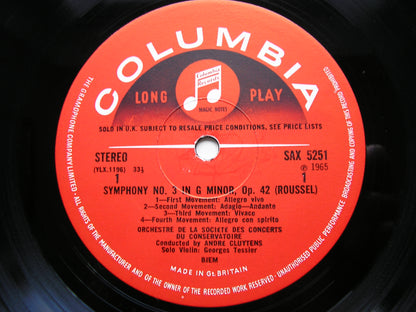 COLUMBIA
Columbia Records
LONG PLAY
MAGIC NOTES
SOLD IN U.K. SUBJECT TO RESALE PRICE CONDITIONS, SEE PRICE LISTS
STEREO SAX 5251
(YLX.1196) 33⅓ ℗ 1965
1 1
SYMPHONY NO. 3 IN G MINOR, Op. 42 (ROUSSEL)
1—First Movement: Allegro vivo
2—Second Movement: Adagio—Andante
3—Third Movement: Vivace
4—Fourth Movement: Allegro con spirito
ORCHESTRE DE LA SOCIETE DES CONCERTS
DU CONSERVATOIRE
Conducted by ANDRE CLUYTENS
Solo Violin: Georges Tessier
BIEM
MADE IN Gt. BRITAIN
THE GRAMOPHONE COMPANY LIMITED • ALL RIGHTS OF THE MANUFACTURER AND OF THE OWNER OF THE RECORDED WORK RESERVED • UNAUTHORISED PUBLIC PERFORMANCE BROADCASTING AND COPYING OF THIS RECORD PROHIBITED